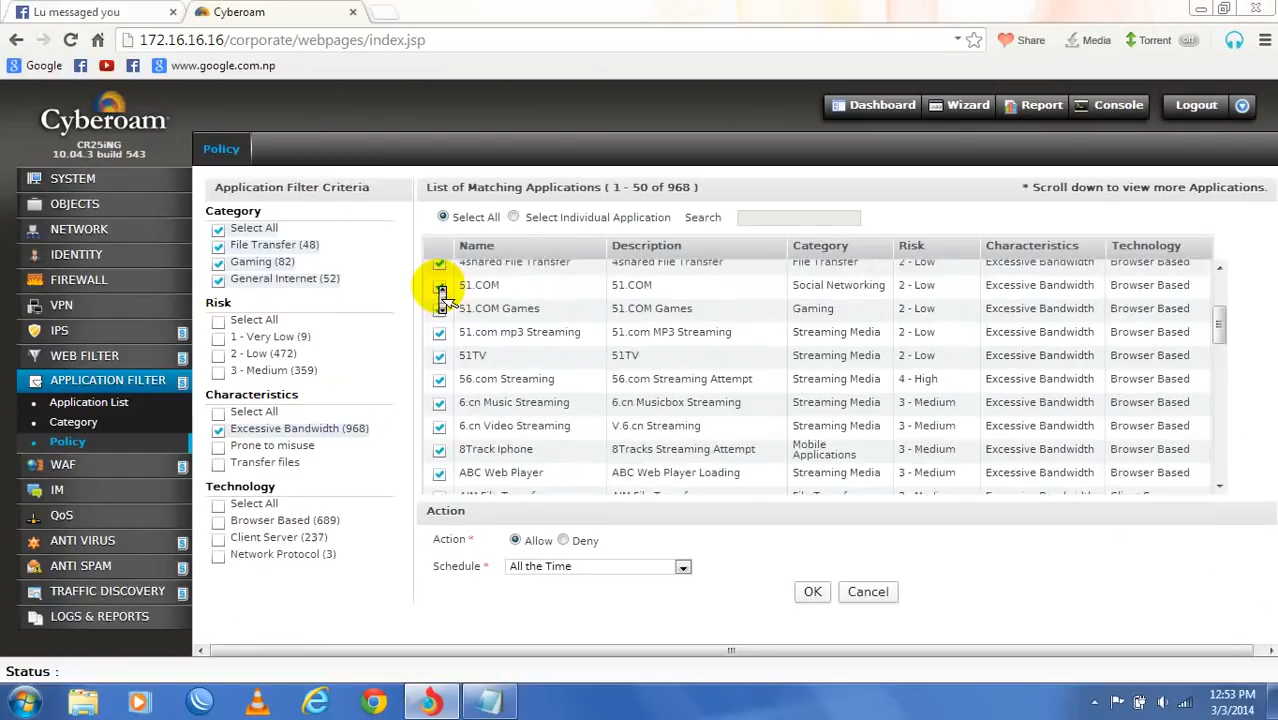 Lu messaged you
Cyberoam
172.16.16.16/corporate/webpages/index.jsp
Share
Media
Torrent
off
Google
www.google.com.np
Cyberoam
CR25iNG
10.04.3 build 543
Dashboard
Wizard
Report
Console
Logout
SYSTEM
OBJECTS
NETWORK
IDENTITY
FIREWALL
VPN
IPS
WEB FILTER
APPLICATION FILTER
Application List
Category
Policy
WAF
IM
QoS
ANTI VIRUS
ANTI SPAM
TRAFFIC DISCOVERY
LOGS & REPORTS
Policy
Application Filter Criteria
Category
Select All
File Transfer (48)
Gaming (82)
General Internet (52)
Risk
Select All
1 - Very Low (9)
2 - Low (472)
3 - Medium (359)
Characteristics
Select All
Excessive Bandwidth (968)
Prone to misuse
Transfer files
Technology
Select All
Browser Based (689)
Client Server (237)
Network Protocol (3)
List of Matching Applications ( 1 - 50 of 968 )
* Scroll down to view more Applications.
Select All Select Individual Application Search
Name Description Category Risk Characteristics Technology
4shared File Transfer 4shared File Transfer File Transfer 2 - Low Excessive Bandwidth Browser Based
51.COM 51.COM Social Networking 2 - Low Excessive Bandwidth Browser Based
51.COM Games 51.COM Games Gaming 2 - Low Excessive Bandwidth Browser Based
51.com mp3 Streaming 51.com MP3 Streaming Streaming Media 2 - Low Excessive Bandwidth Browser Based
51TV 51TV Streaming Media 2 - Low Excessive Bandwidth Browser Based
56.com Streaming 56.com Streaming Attempt Streaming Media 4 - High Excessive Bandwidth Browser Based
6.cn Music Streaming 6.cn Musicbox Streaming Streaming Media 3 - Medium Excessive Bandwidth Browser Based
6.cn Video Streaming V.6.cn Streaming Streaming Media 3 - Medium Excessive Bandwidth Browser Based
8Track Iphone 8Tracks Streaming Attempt Mobile Applications 3 - Medium Excessive Bandwidth Browser Based
ABC Web Player ABC Web Player Loading Streaming Media 3 - Medium Excessive Bandwidth Browser Based
Action
Action * Allow Deny
Schedule * All the Time
OK Cancel
Status :
12:53 PM
3/3/2014